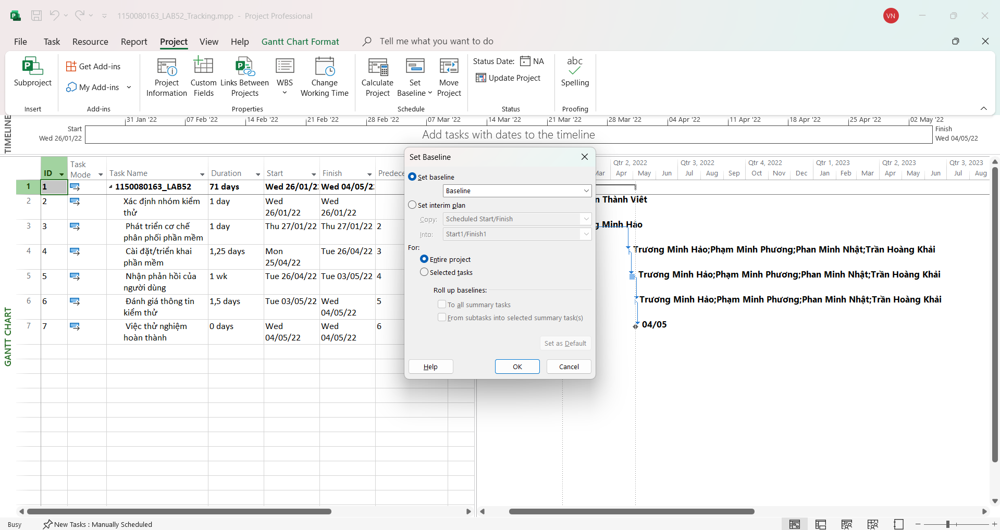 1150080163_LAB52_Tracking.mpp - Project Professional
VN
File Task Resource Report Project View Help Gantt Chart Format Tell me what you want to do
Subproject
Get Add-ins
My Add-ins
Project Information
Custom Fields
Links Between Projects
WBS
Change Working Time
Calculate Project
Set Baseline
Move Project
Status Date: NA
Update Project
abc
Spelling
Insert Add-ins Properties Schedule Status Proofing
TIMELINE
31 Jan '22 07 Feb '22 14 Feb '22 21 Feb '22 28 Feb '22 07 Mar '22 14 Mar '22 21 Mar '22 28 Mar '22 04 Apr '22 11 Apr '22 18 Apr '22 25 Apr '22 02 May '22
Start
Wed 26/01/22
Add tasks with dates to the timeline
Finish
Wed 04/05/22
GANTT CHART
ID Task Mode Task Name Duration Start Finish Predece
1 1 1150080163_LAB52 71 days Wed 26/01/2 Wed 04/05/2
2 2 Xác định nhóm kiểm thử 1 day Wed 26/01/22 Wed 26/01/22
3 3 Phát triển cơ chế phân phối phần mềm 1 day Thu 27/01/22 Thu 27/01/22 2
4 4 Cài đặt/triển khai phần mềm 1,25 days Mon 25/04/22 Tue 26/04/22 3
5 5 Nhận phản hồi của người dùng 1 wk Tue 26/04/22 Tue 03/05/22 4
6 6 Đánh giá thông tin kiểm thử 1,5 days Tue 03/05/22 Wed 04/05/22 5
7 7 Việc thử nghiệm hoàn thành 0 days Wed 04/05/22 Wed 04/05/22 6
Set Baseline
Set baseline
Baseline
Set interim plan
Copy: Scheduled Start/Finish
Into: Start1/Finish1
For:
Entire project
Selected tasks
Roll up baselines:
To all summary tasks
From subtasks into selected summary task(s)
Set as Default
Help OK Cancel
Qtr 2, 2022 Qtr 3, 2022 Qtr 4, 2022 Qtr 1, 2023 Qtr 2, 2023 Qtr 3, 2023
Mar Apr May Jun Jul Aug Sep Oct Nov Dec Jan Feb Mar Apr May Jun Jul Aug
n Thành Viêt
g Minh Hao
Trương Minh Hảo;Phạm Minh Phương;Phan Minh Nhật;Trần Hoàng Khải
Trương Minh Hảo;Phạm Minh Phương;Phan Minh Nhật;Trần Hoàng Khải
Trương Minh Hảo;Phạm Minh Phương;Phan Minh Nhật;Trần Hoàng Khải
04/05
Busy New Tasks : Manually Scheduled